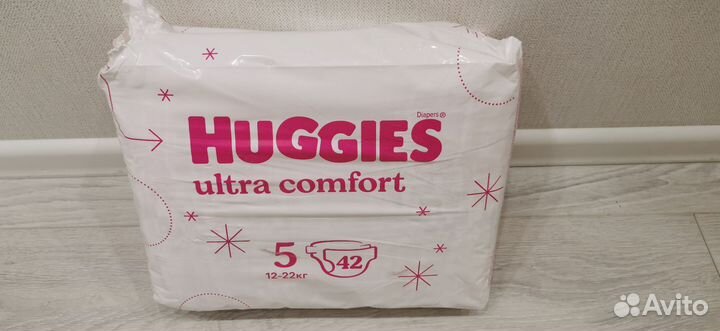 Diapers®
HUGGIES
ultra comfort
5 42
12-22кг
Avito